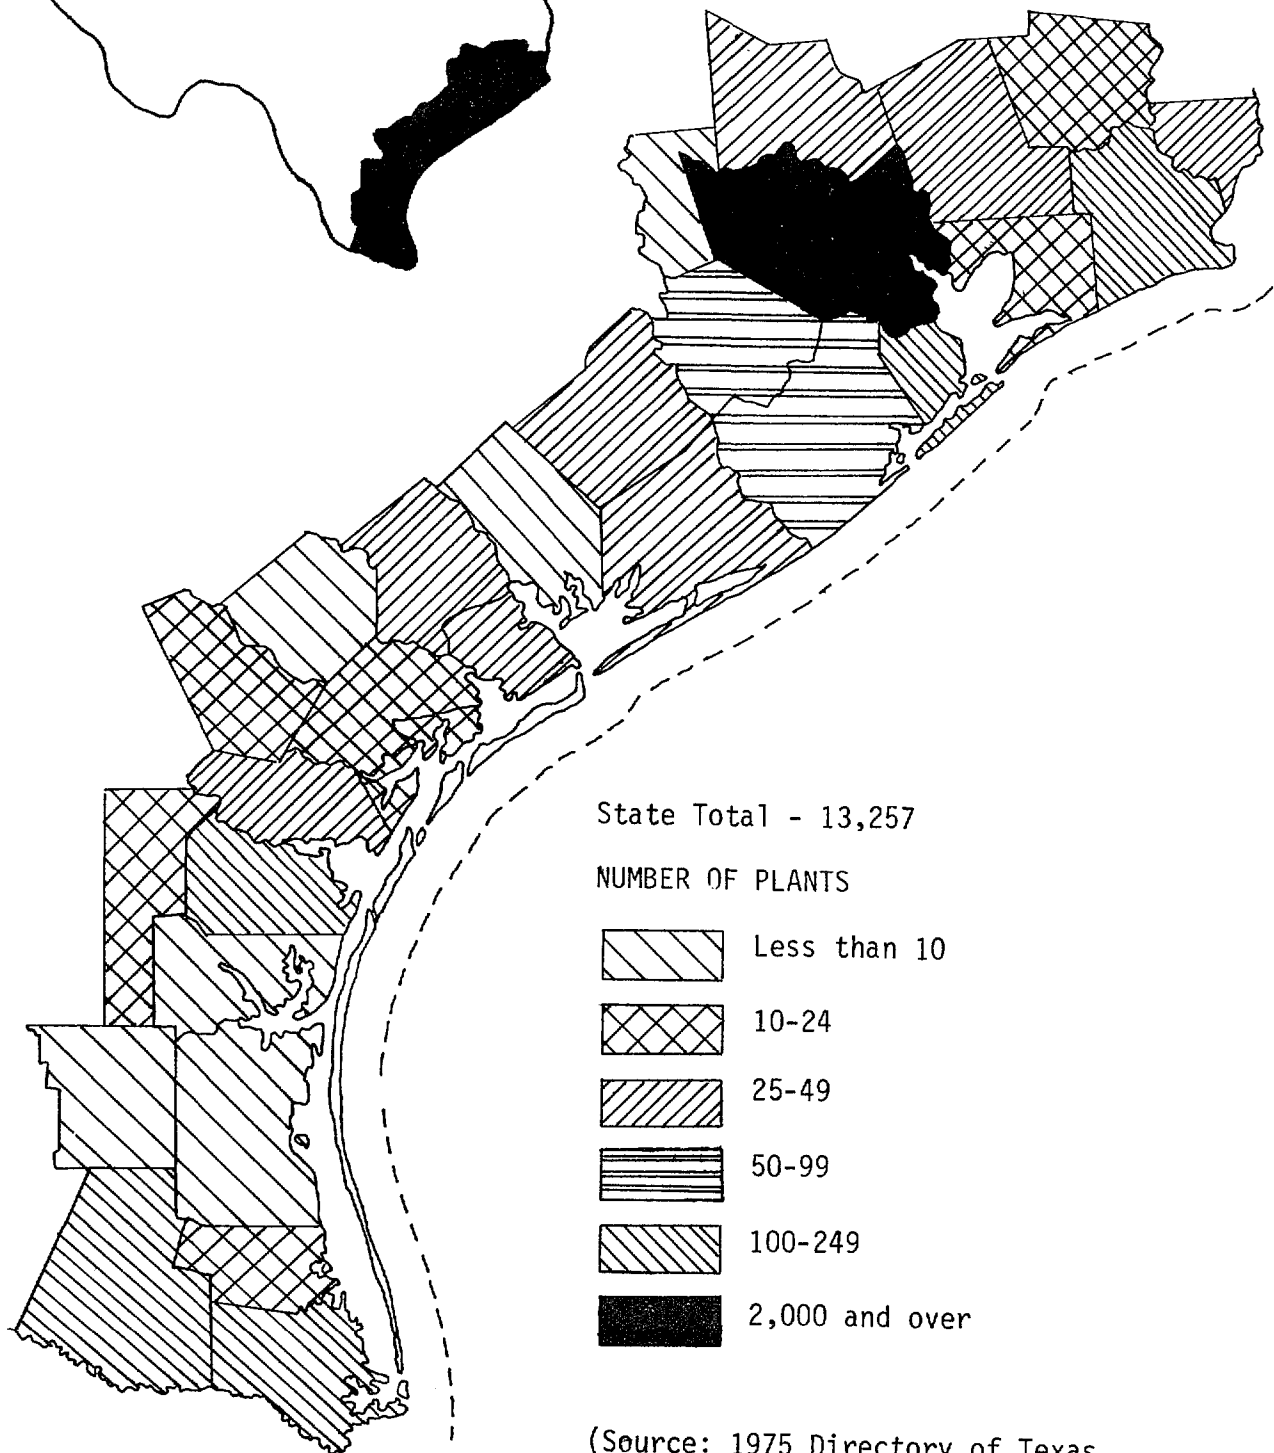 State Total - 13,257
NUMBER OF PLANTS
Less than 10
10-24
25-49
50-99
100-249
2,000 and over
(Source: 1975 Directory of Texas